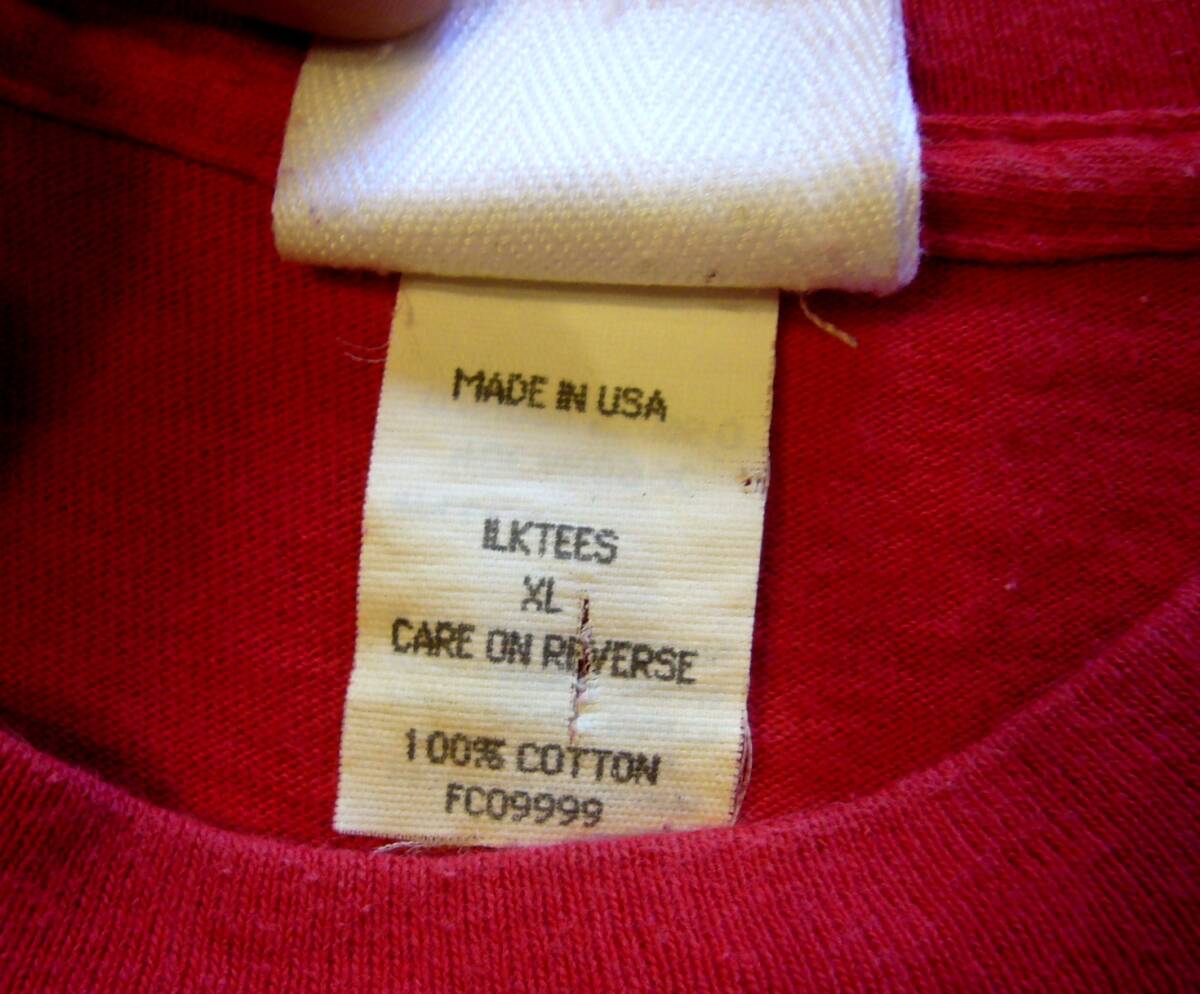 MADE IN USA
ILKTEES
XL
CARE ON REVERSE
100% COTTON
FC09999